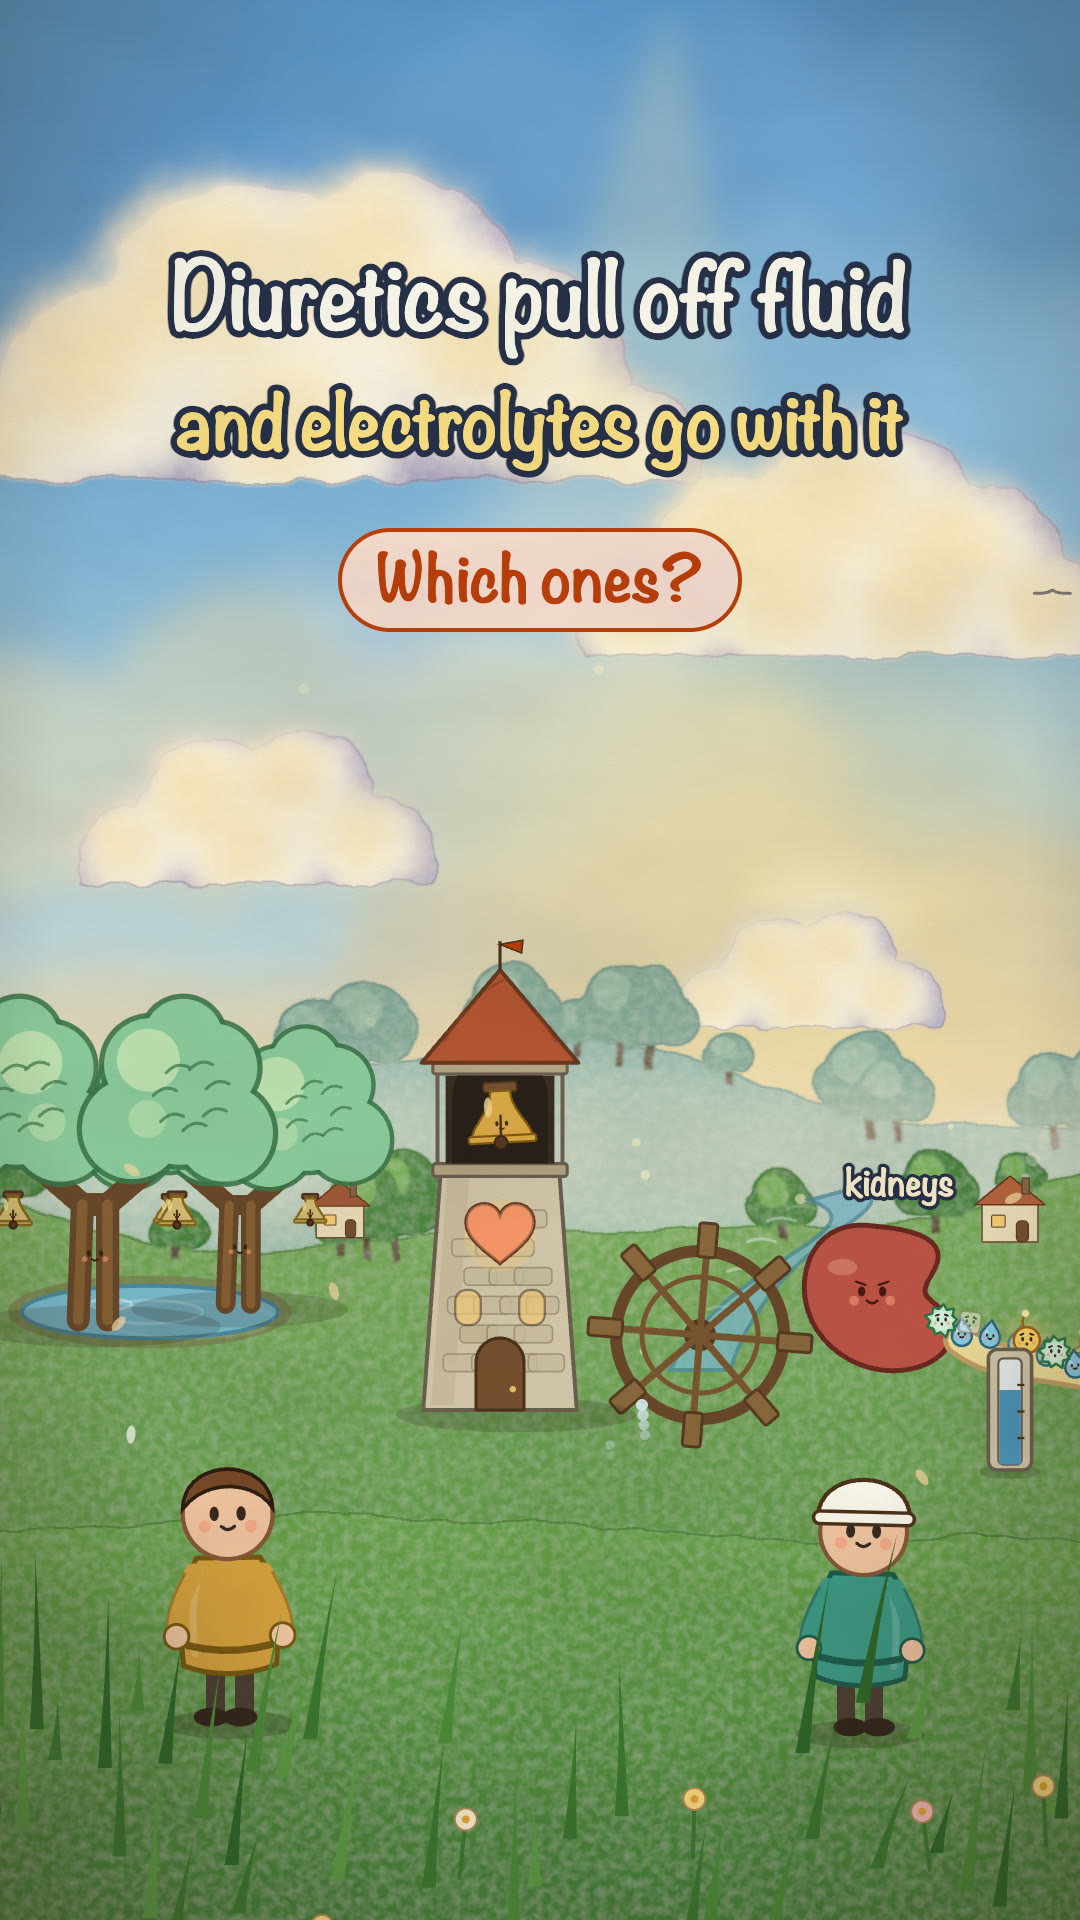 Diuretics pull off fluid
and electrolytes go with it
Which ones?
kidneys